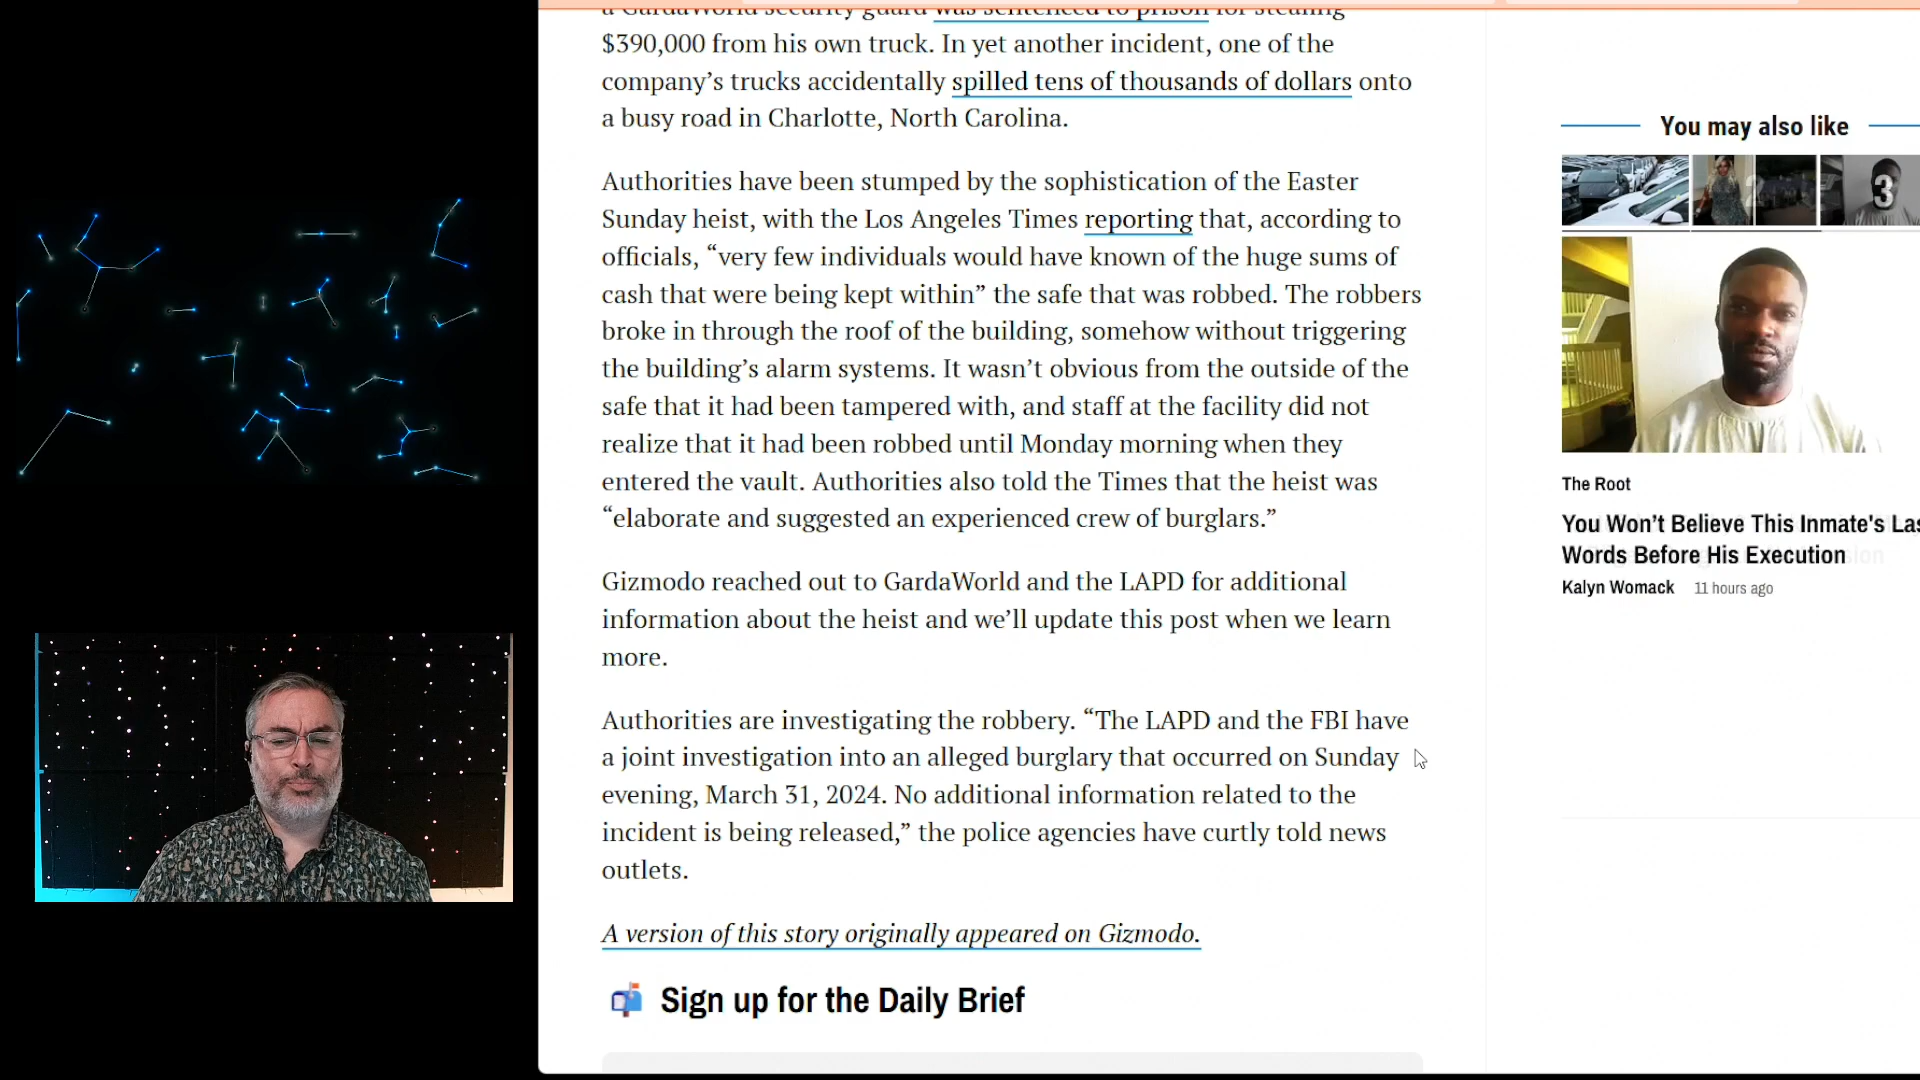 a GardaWorld security guard was sentenced to prison for stealing
$390,000 from his own truck. In yet another incident, one of the
company’s trucks accidentally spilled tens of thousands of dollars onto
a busy road in Charlotte, North Carolina.
Authorities have been stumped by the sophistication of the Easter
Sunday heist, with the Los Angeles Times reporting that, according to
officials, “very few individuals would have known of the huge sums of
cash that were being kept within” the safe that was robbed. The robbers
broke in through the roof of the building, somehow without triggering
the building’s alarm systems. It wasn’t obvious from the outside of the
safe that it had been tampered with, and staff at the facility did not
realize that it had been robbed until Monday morning when they
entered the vault. Authorities also told the Times that the heist was
“elaborate and suggested an experienced crew of burglars.”
Gizmodo reached out to GardaWorld and the LAPD for additional
information about the heist and we’ll update this post when we learn
more.
Authorities are investigating the robbery. “The LAPD and the FBI have
a joint investigation into an alleged burglary that occurred on Sunday
evening, March 31, 2024. No additional information related to the
incident is being released,” the police agencies have curtly told news
outlets.
A version of this story originally appeared on Gizmodo.
Sign up for the Daily Brief
You may also like
2 3
The Root
You Won’t Believe This Inmate's Las
Words Before His Execution
Kalyn Womack 11 hours ago